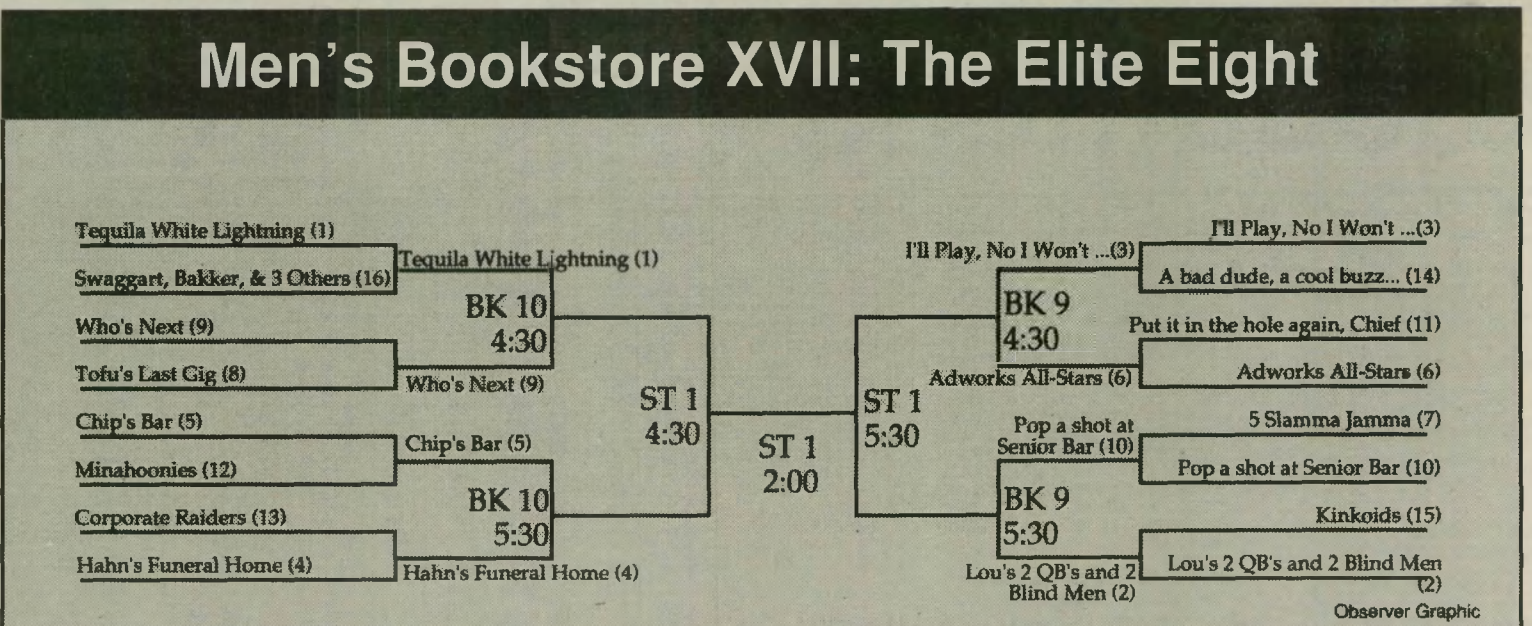 Men's Bookstore XVII: The Elite Eight
Tequila White Lightning (1)
Swaggart, Bakker, & 3 Others (16)
Who's Next (9)
Tofu's Last Gig (8)
Chip's Bar (5)
Minahoonies (12)
Corporate Raiders (13)
Hahn's Funeral Home (4)
Tequila White Lightning (1)
BK 10
4:30
Who's Next (9)
Chip's Bar (5)
BK 10
5:30
Hahn's Funeral Home (4)
ST 1
4:30
ST 1
2:00
ST 1
5:30
I'll Play, No I Won't ...(3)
BK 9
4:30
Adworks All-Stars (6)
Pop a shot at
Senior Bar (10)
BK 9
5:30
Lou's 2 QB's and 2
Blind Men (2)
I'll Play, No I Won't ...(3)
A bad dude, a cool buzz... (14)
Put it in the hole again, Chief (11)
Adworks All-Stars (6)
5 Slamma Jamma (7)
Pop a shot at Senior Bar (10)
Kinkoids (15)
Lou's 2 QB's and 2 Blind Men
(2)
Observer Graphic